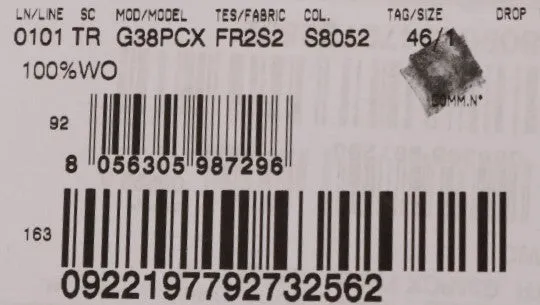 LN/LINE SC MOD/MODEL TES/FABRIC COL. TAG/SIZE DROP
0101 TR G38PCX FR2S2 S8052 46/1
100%WO
COMM.N°
92
8 056305 987296
163
0922197792732562